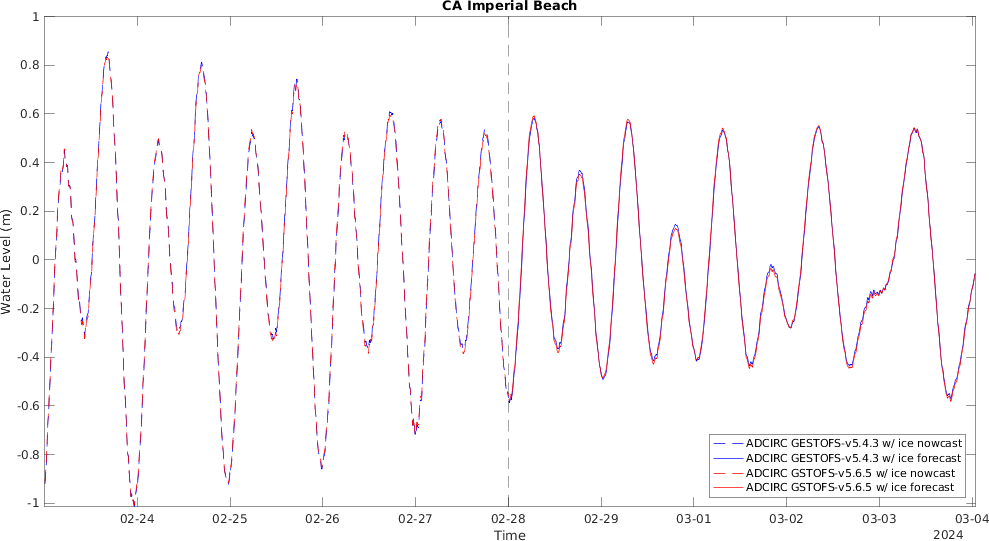 CA Imperial Beach
1
0.8
0.6
0.4
0.2
0
-0.2
-0.4
-0.6
-0.8
-1
Water Level (m)
02-24 02-25 02-26 02-27 02-28 02-29 03-01 03-02 03-03 03-04
Time
2024
ADCIRC GESTOFS-v5.4.3 w/ ice nowcast
ADCIRC GESTOFS-v5.4.3 w/ ice forecast
ADCIRC GSTOFS-v5.6.5 w/ ice nowcast
ADCIRC GSTOFS-v5.6.5 w/ ice forecast